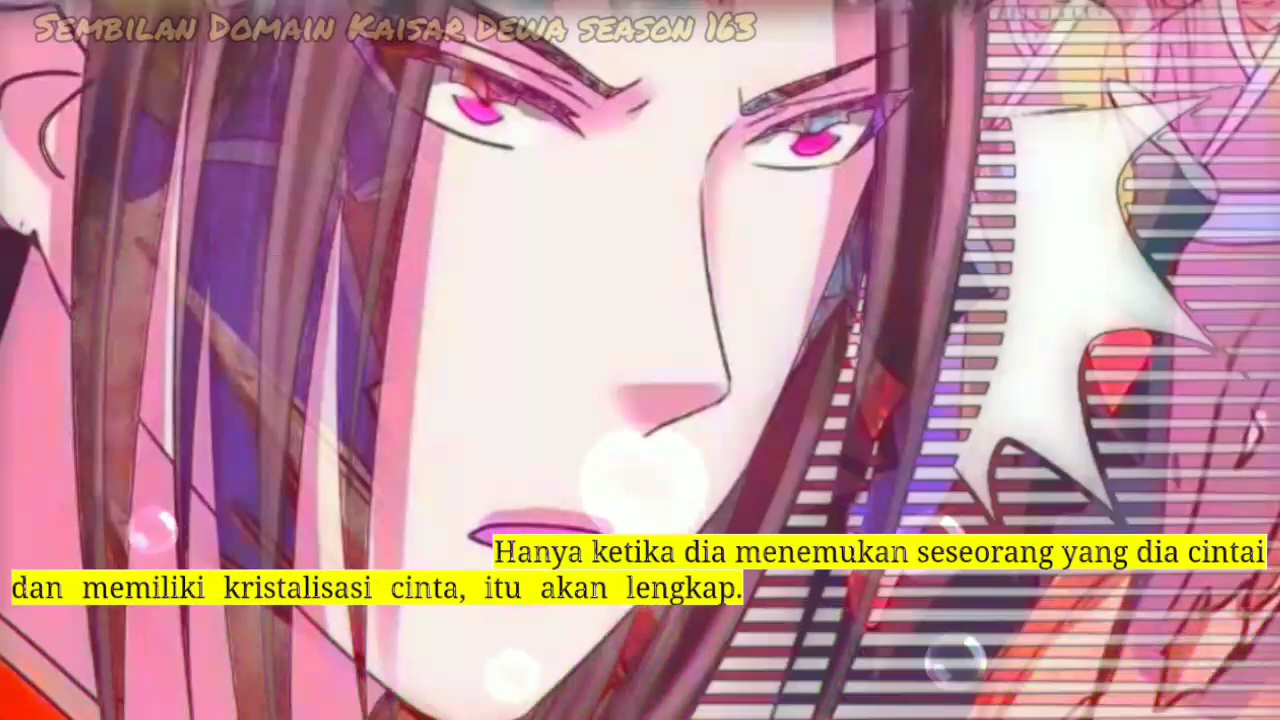 Sembilan Domain Kaisar Dewa season 163
Hanya ketika dia menemukan seseorang yang dia cintai
dan memiliki kristalisasi cinta, itu akan lengkap.